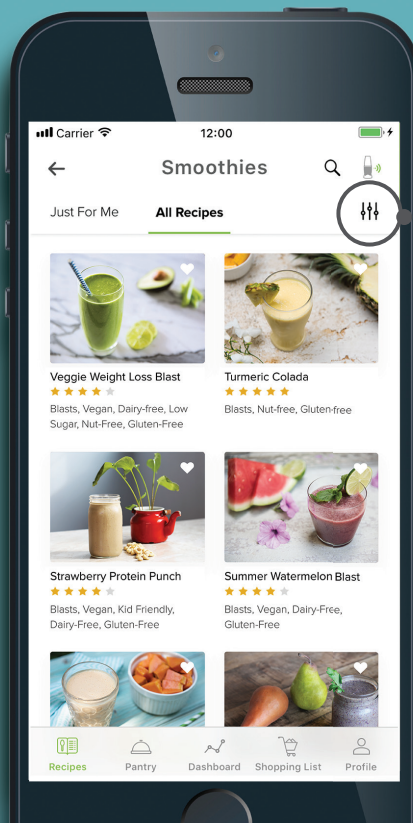 Carrier 12:00
Smoothies
Just For Me All Recipes
Veggie Weight Loss Blast
Blasts, Vegan, Dairy-free, Low
Sugar, Nut-Free, Gluten-Free
Turmeric Colada
Blasts, Nut-free, Gluten-free
Strawberry Protein Punch
Blasts, Vegan, Kid Friendly,
Dairy-Free, Gluten-Free
Summer Watermelon Blast
Blasts, Vegan, Dairy-Free,
Gluten-Free
Recipes Pantry Dashboard Shopping List Profile